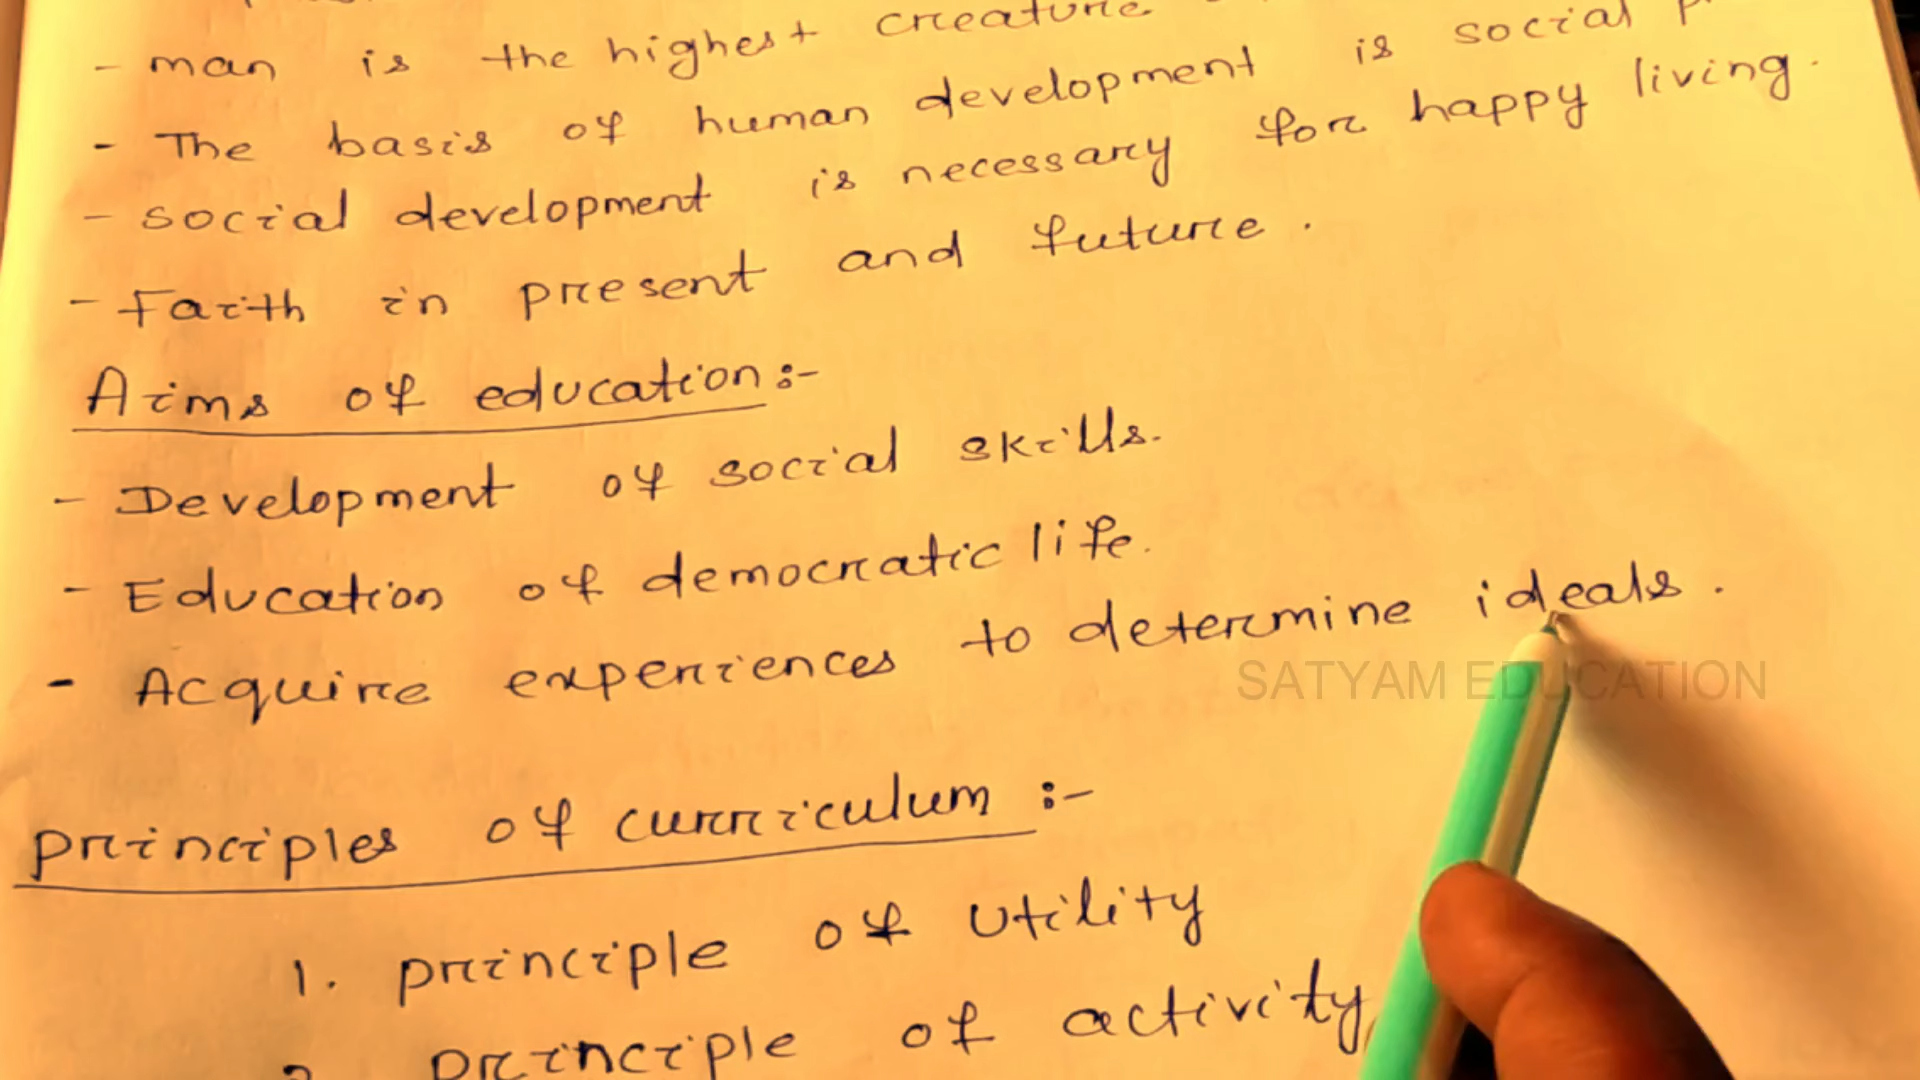 - man is the highest creature
- The basis of human development is social
- social development is necessary for happy living.
- Faith in present and future.
Aims of education :-
- Development of social skills.
- Education of democratic life.
- Acquire experiences to determine ideals.
SATYAM EDUCATION
principles of curriculum :-
1. principle of utility
2. principle of activity